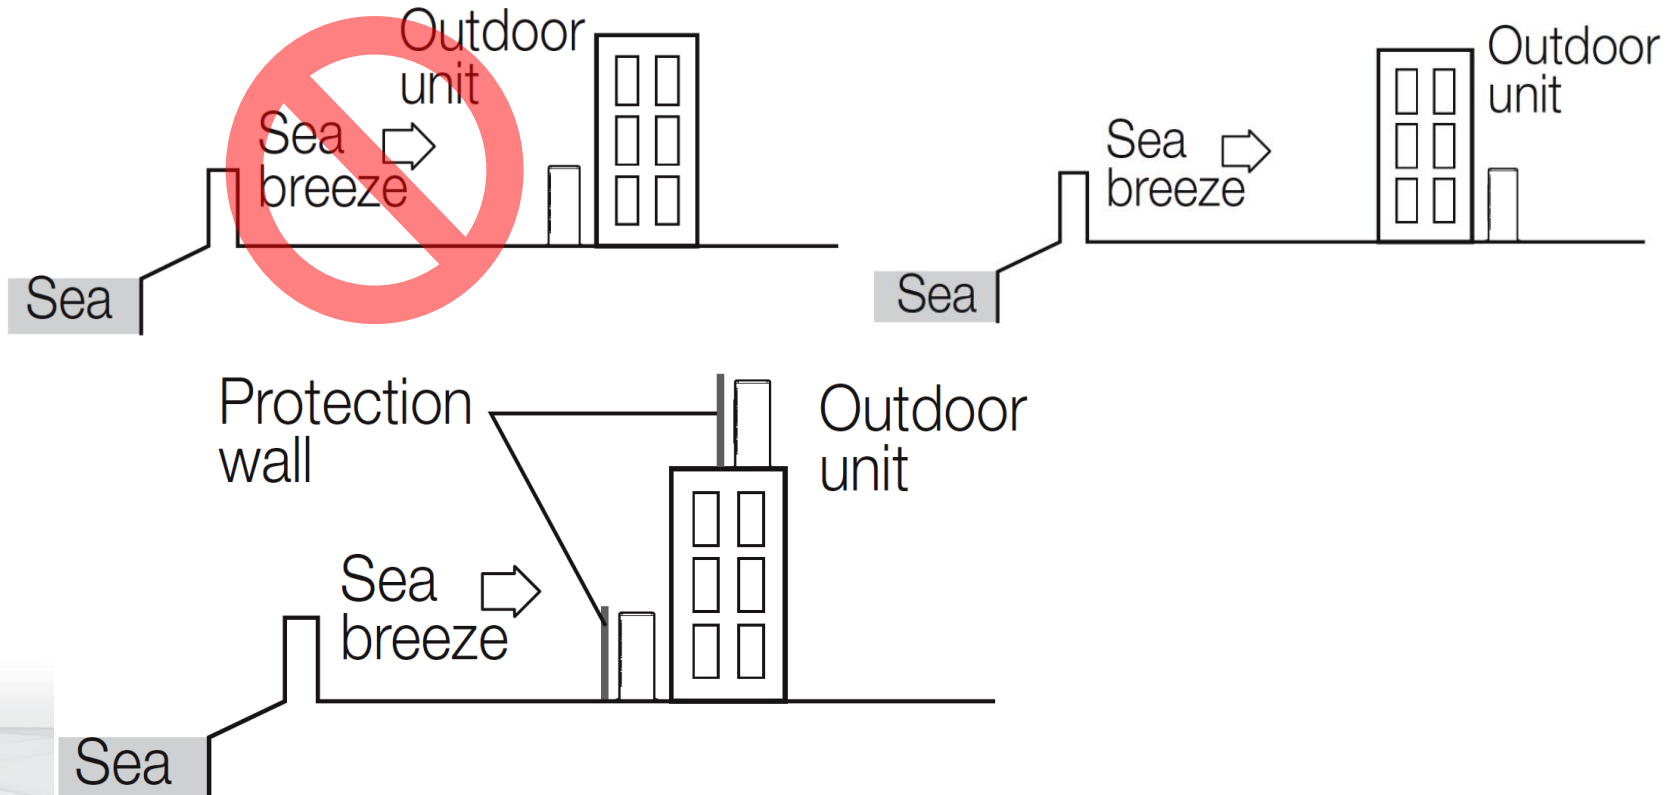 Outdoor
unit
Sea
breeze
Sea
Outdoor
unit
Sea
breeze
Sea
Protection
wall
Outdoor
unit
Sea
breeze
Sea